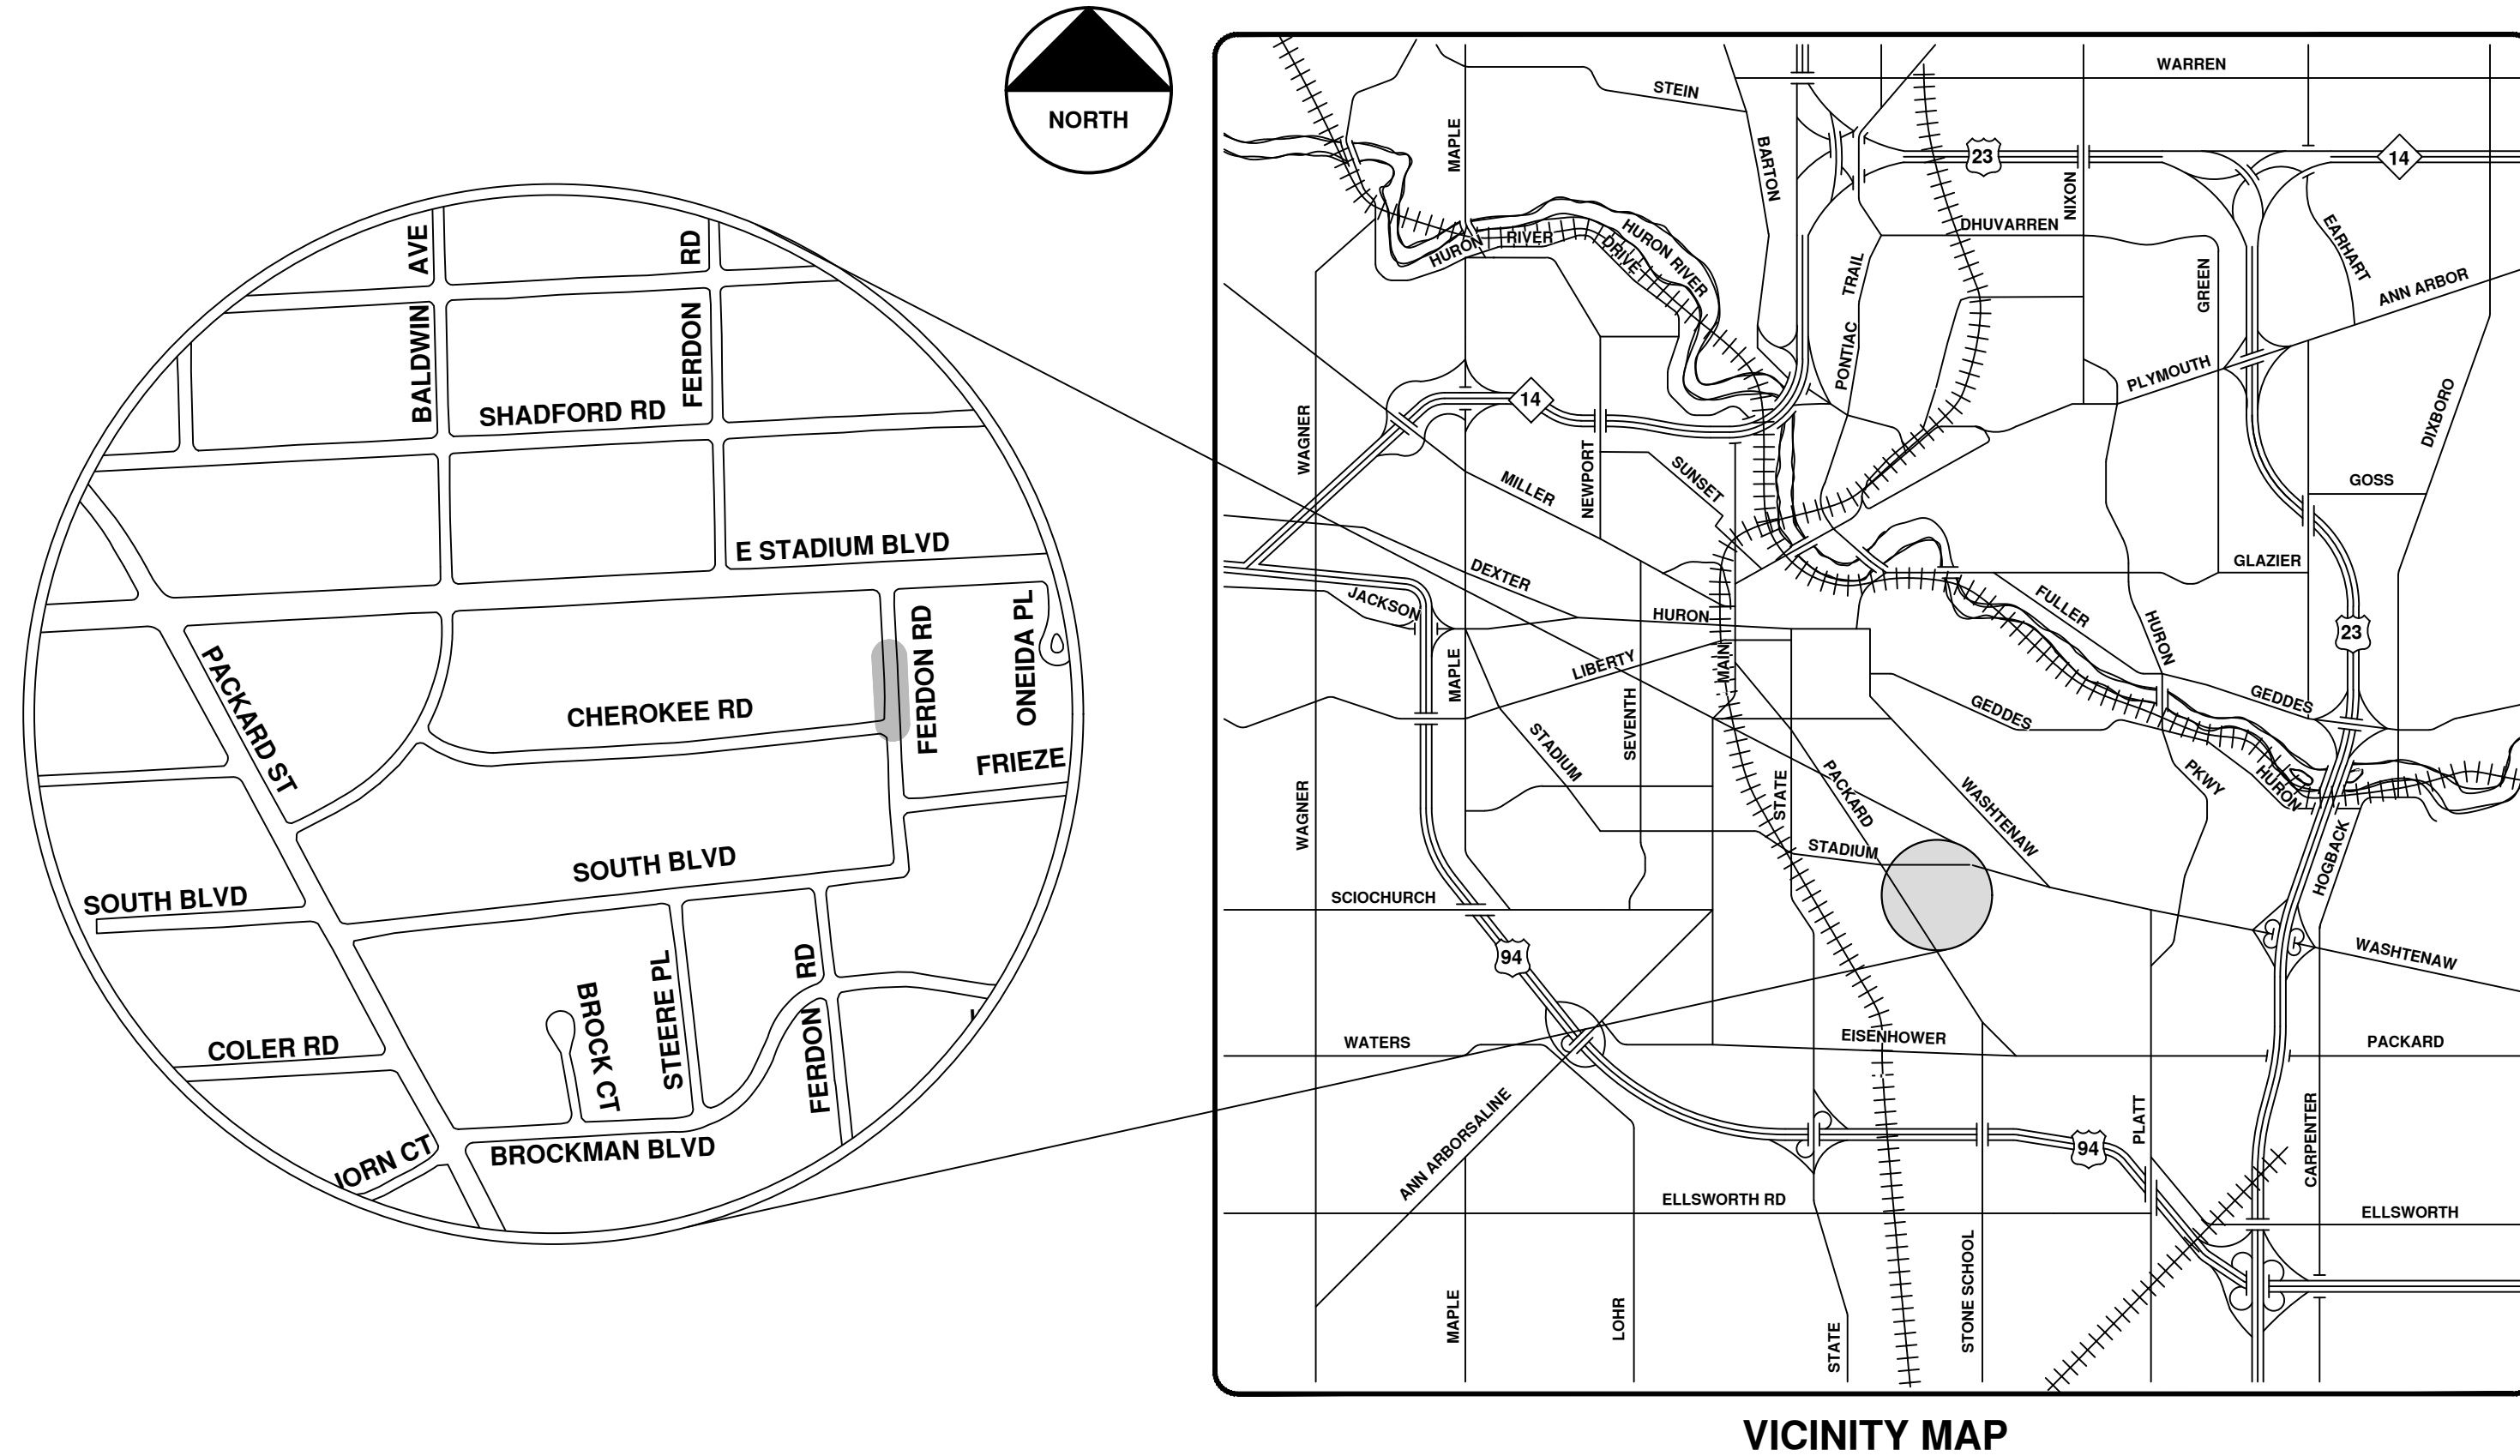 NORTH
AVE
RD
BALDWIN
FERDON
SHADFORD RD
E STADIUM BLVD
PACKARD ST
CHEROKEE RD
FERDON RD
ONEIDA PL
FRIEZE
SOUTH BLVD
SOUTH BLVD
COLER RD
BROCK CT
STEERE PL
RD
FERDON
IORN CT
BROCKMAN BLVD
WARREN
STEIN
MAPLE
BARTON
23
14
NIXON
DHUVARREN
HURON
RIVER
DRIVE
HURON RIVER
TRAIL
PONTIAC
GREEN
EARHART
ANN ARBOR
PLYMOUTH
DIXBORO
14
WAGNER
MILLER
NEWPORT
SUNSET
GOSS
GLAZIER
DEXTER
JACKSON
HURON
FULLER
HURON
23
LIBERTY
MAIN
MAPLE
SEVENTH
STADIUM
GEDDES
GEDDES
WAGNER
STATE
PACKARD
WASHTENAW
PKWY
HURON
STADIUM
HOGBACK
SCIOCHURCH
94
WASHTENAW
WATERS
EISENHOWER
PACKARD
ANN ARBORSALINE
PLATT
CARPENTER
94
ELLSWORTH RD
ELLSWORTH
MAPLE
LOHR
STATE
STONE SCHOOL
VICINITY MAP